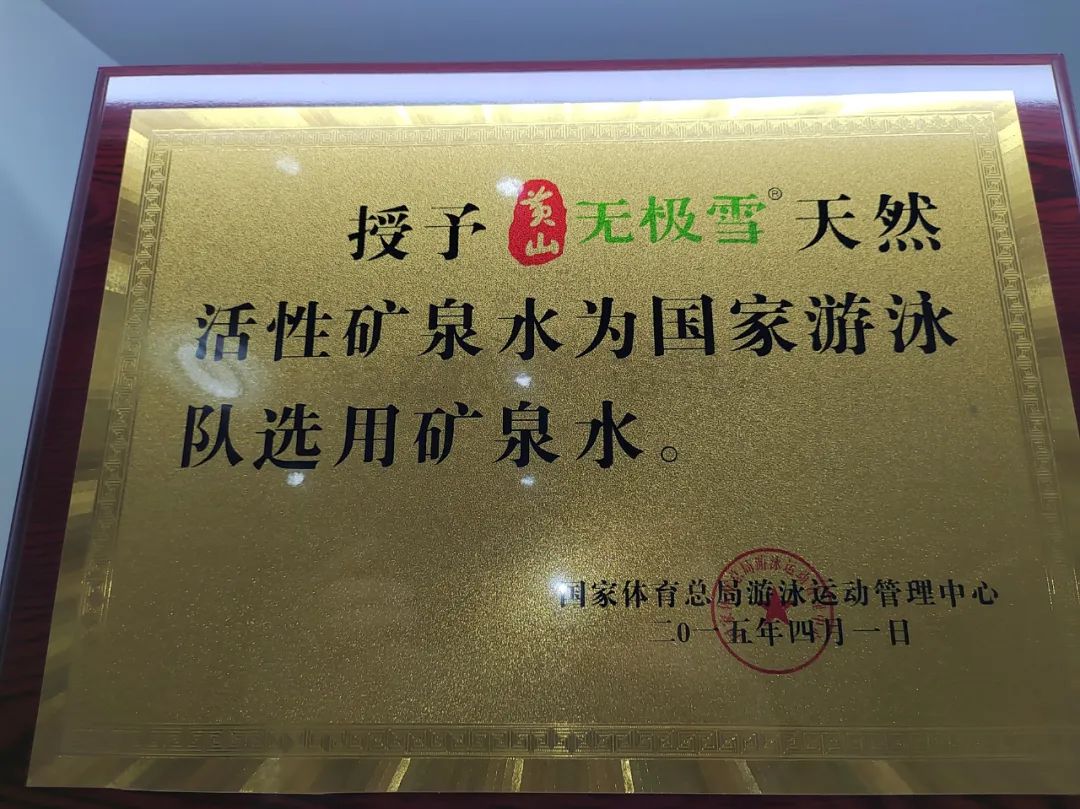 授予黄山无极雪®天然
活性矿泉水为国家游泳
队选用矿泉水。
国家体育总局游泳运动管理中心
二0一五年四月一日